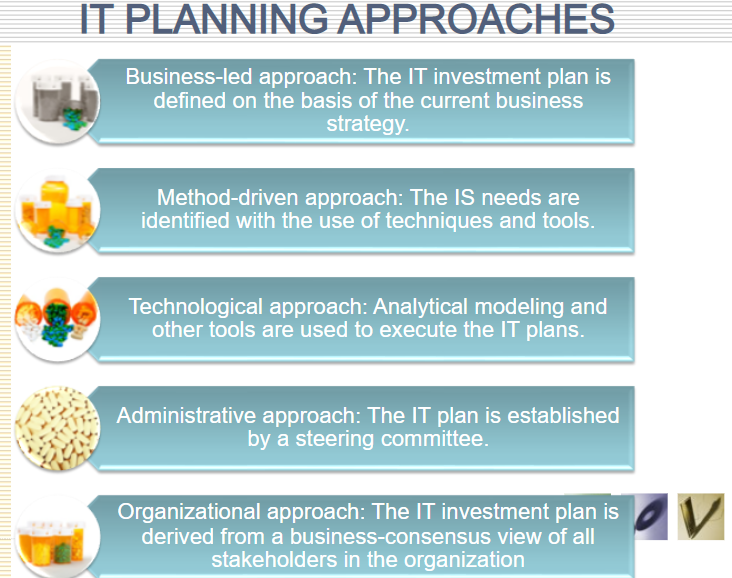 IT PLANNING APPROACHES
Business-led approach: The IT investment plan is
defined on the basis of the current business
strategy.
Method-driven approach: The IS needs are
identified with the use of techniques and tools.
Technological approach: Analytical modeling and
other tools are used to execute the IT plans.
Administrative approach: The IT plan is established
by a steering committee.
Organizational approach: The IT investment plan is
derived from a business-consensus view of all
stakeholders in the organization